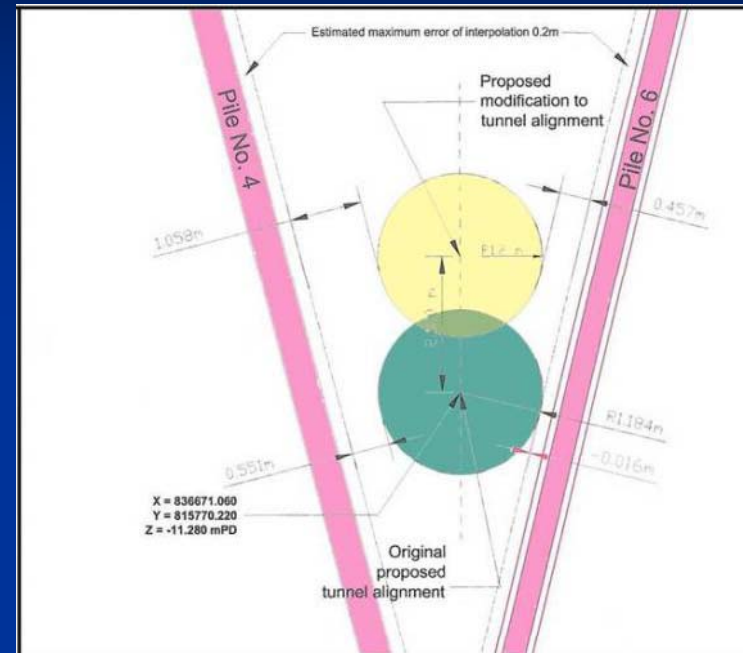 Estimated maximum error of interpolation 0.2m
Proposed
modification to
tunnel alignment
Pile No. 4
Pile No. 6
0.457m
1.058m
R1.184m
-0.016m
0.551m
X = 836671.060
Y = 815770.220
Z = -11.280 mPD
Original
proposed
tunnel alignment